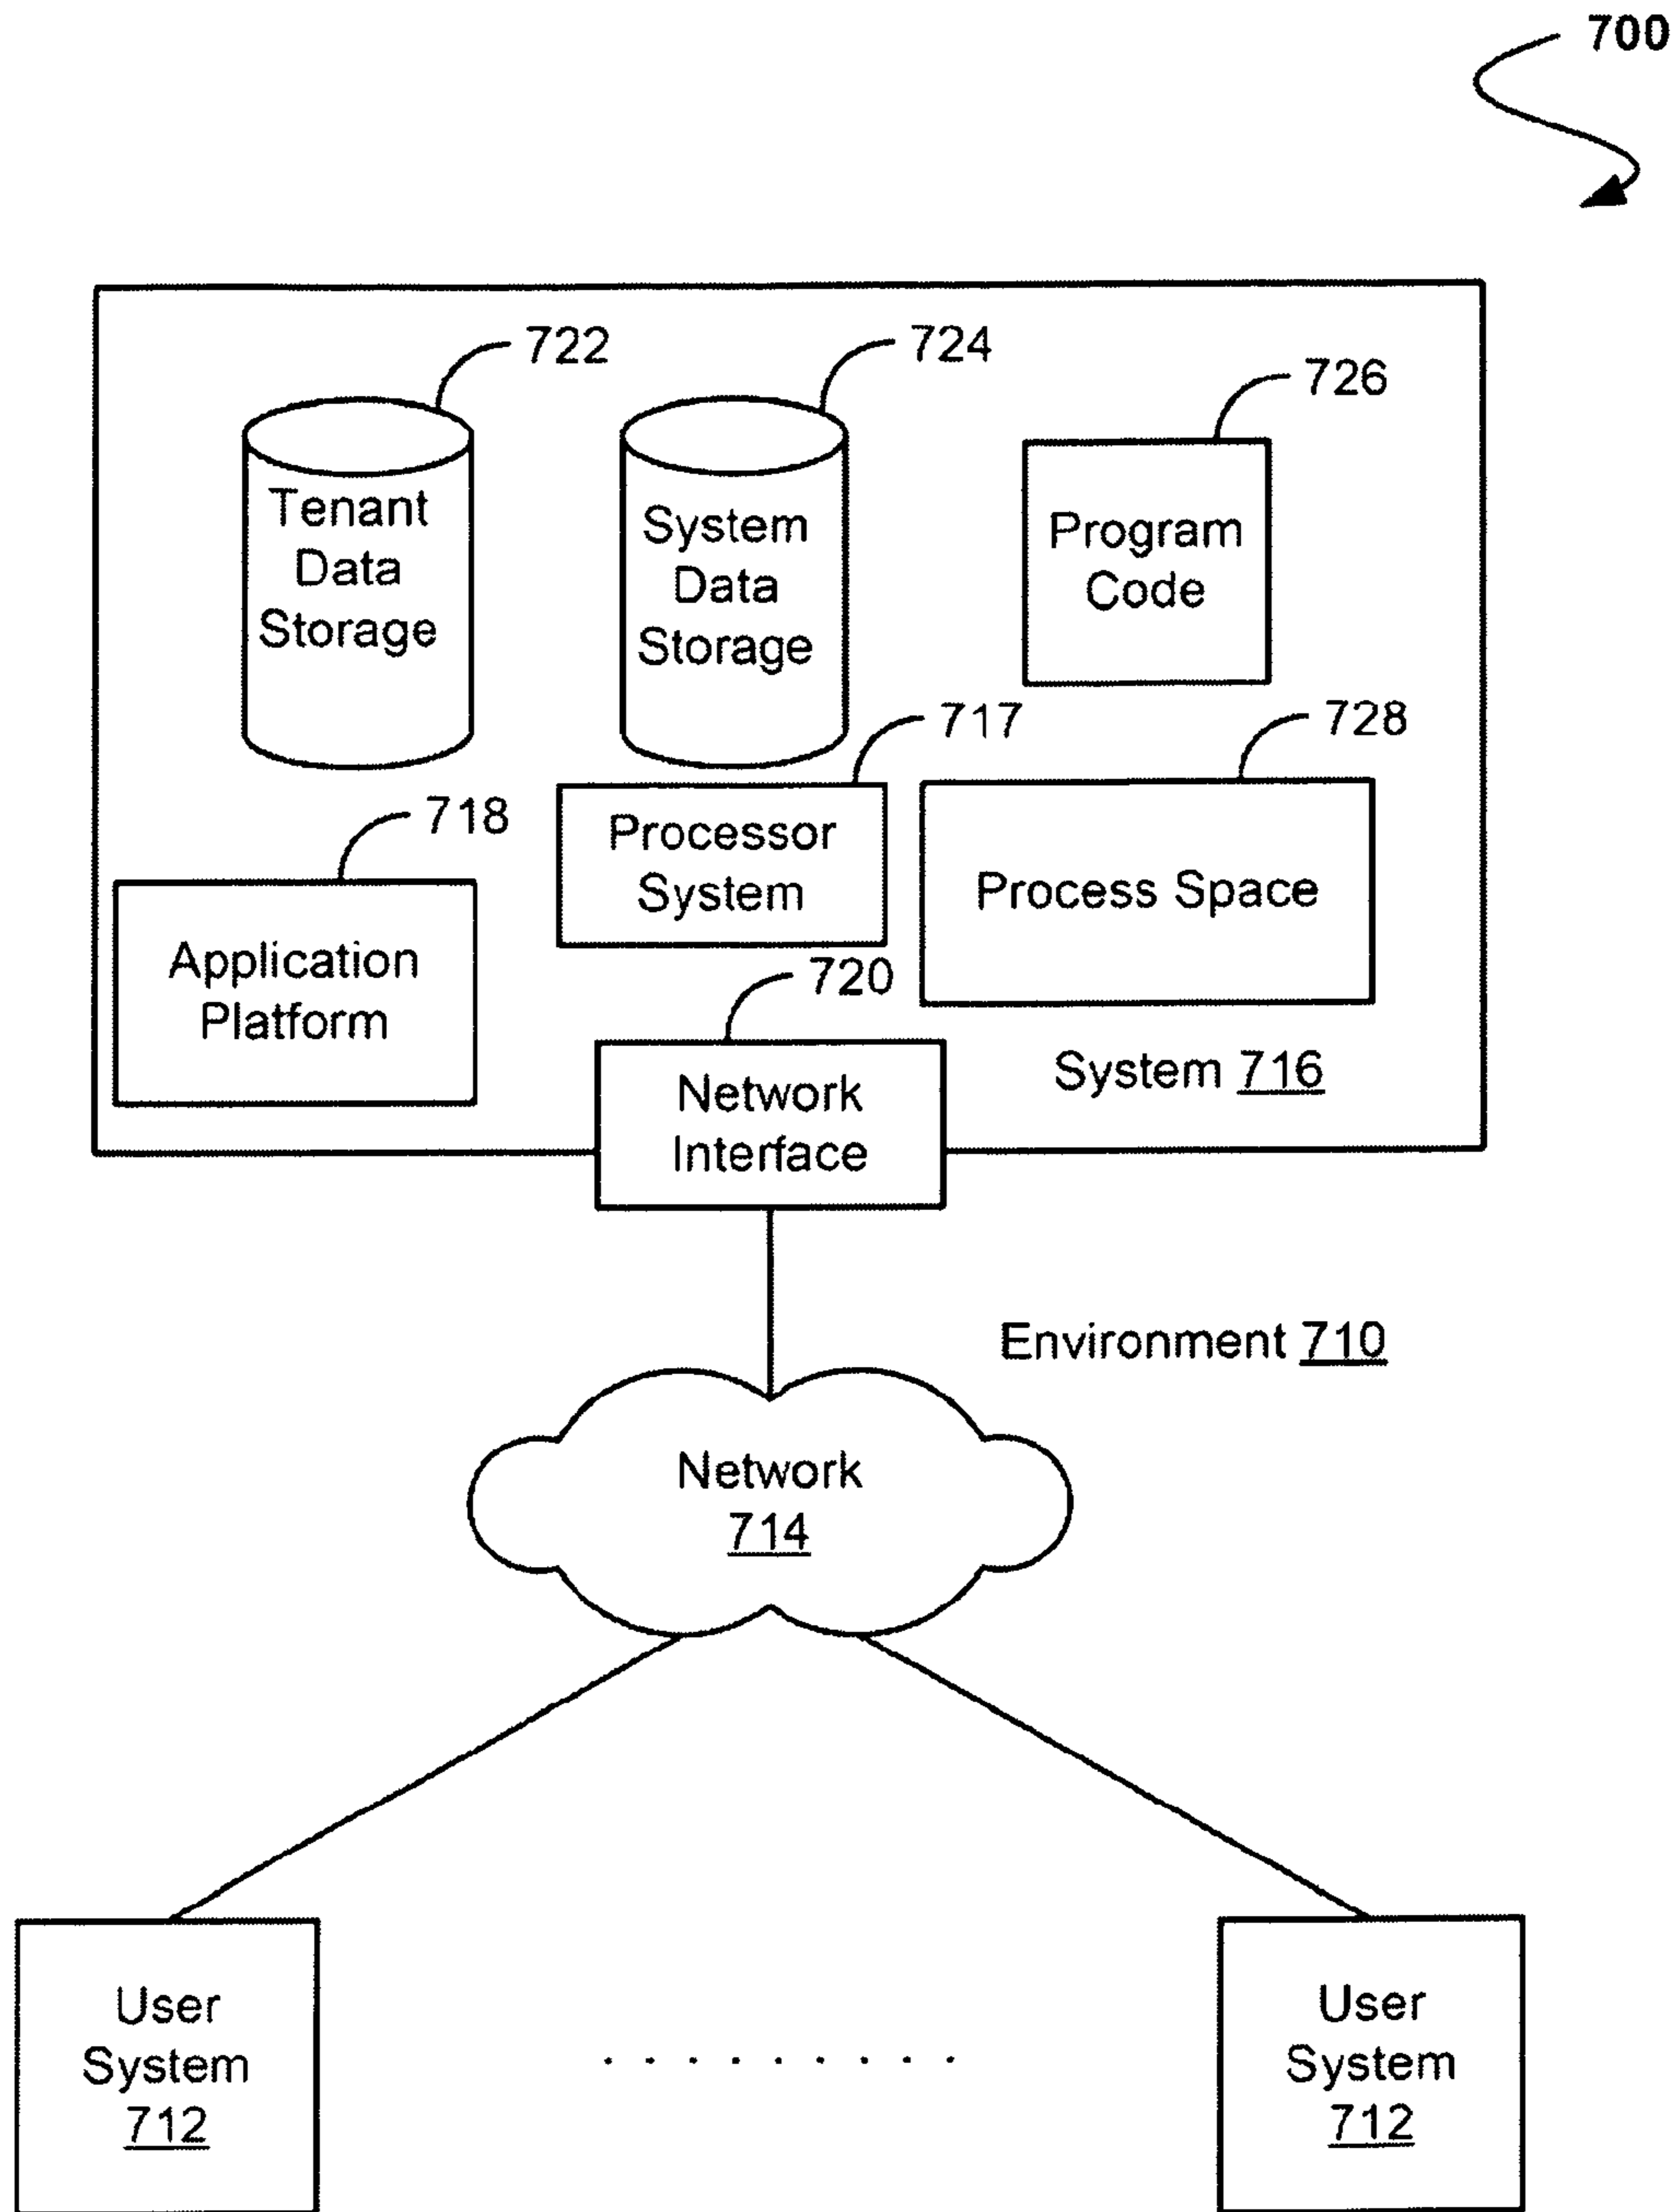 700
722
724
726
Tenant
Data
Storage
System
Data
Storage
Program
Code
717
728
718
Processor
System
Process Space
Application
Platform
720
Network
Interface
System 716
Environment 710
Network
714
User
System
712
. . . . . . . . .
User
System
712